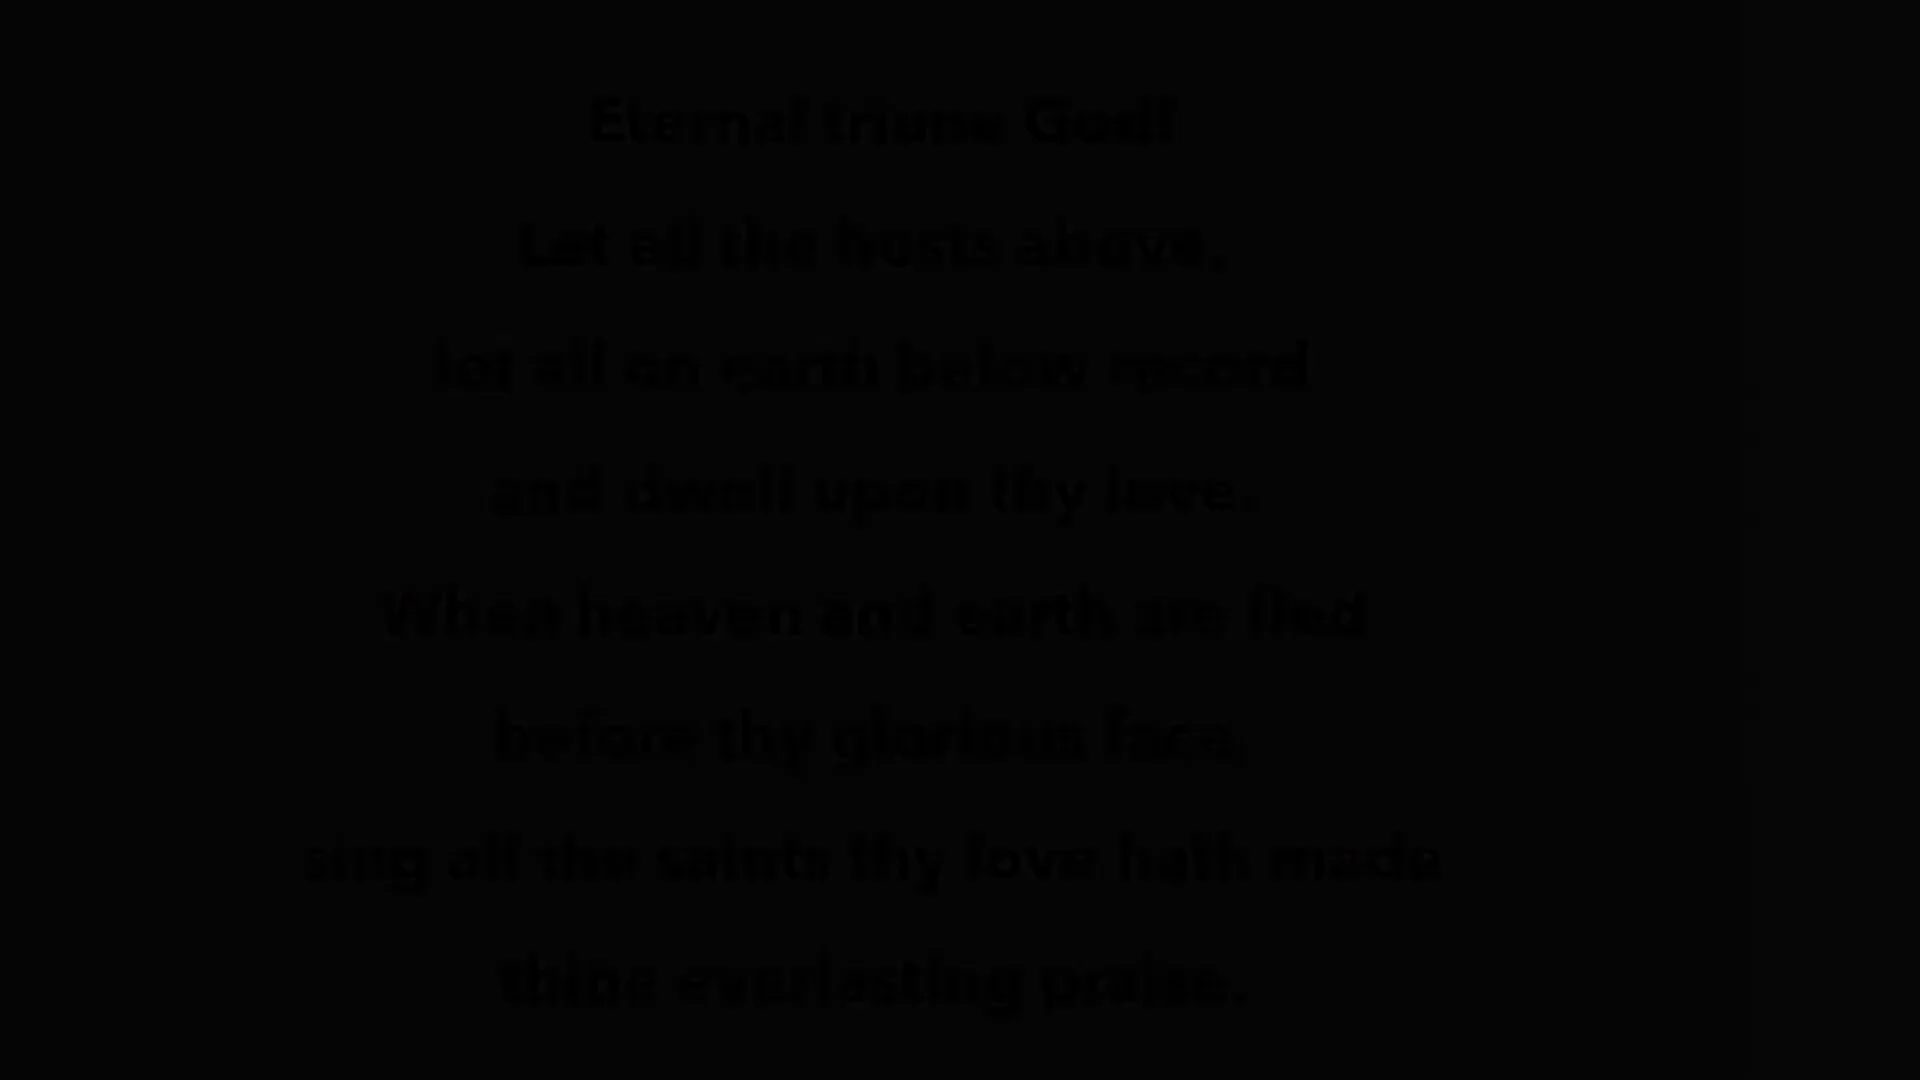 Eternal triune God!
Let all the hosts above,
let all on earth below record
and dwell upon thy love.
When heaven and earth are fled
before thy glorious face,
sing all the saints thy love hath made
thine everlasting praise.